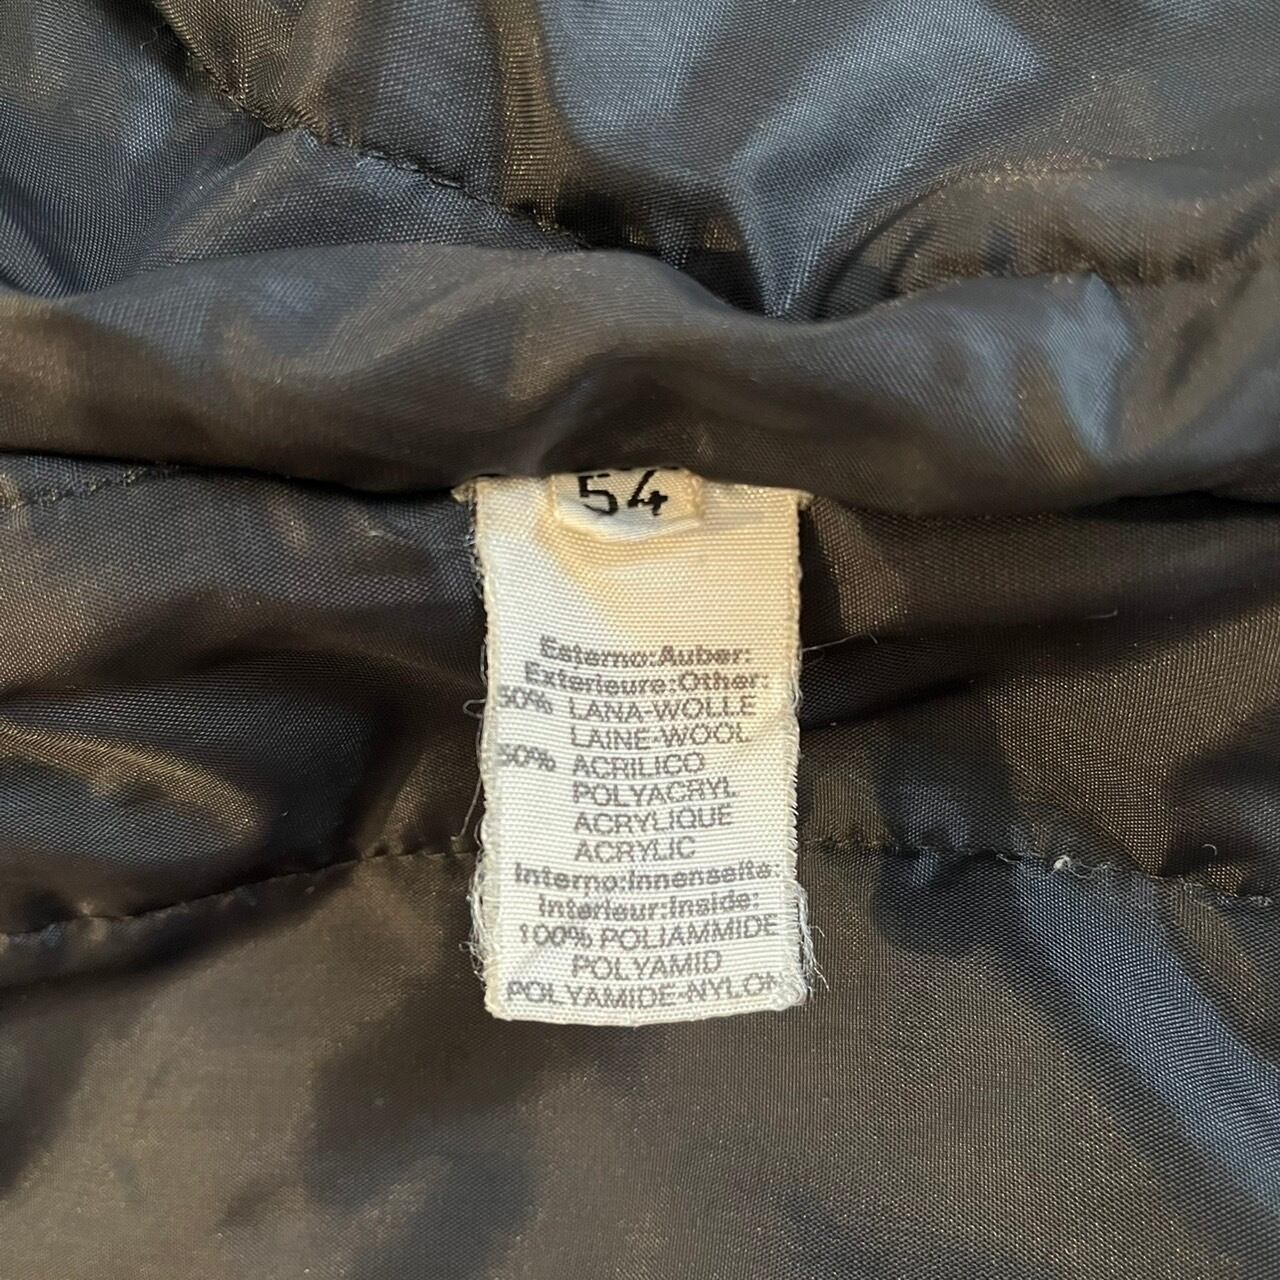 54
Esterno:Auber:
Exterieure:Other:
50% LANA-WOLLE
LAINE-WOOL
50% ACRILICO
POLYACRYL
ACRYLIQUE
ACRYLIC
Interno:Innenseite:
Interieur:Inside:
100% POLIAMMIDE
POLYAMID
POLYAMIDE-NYLON